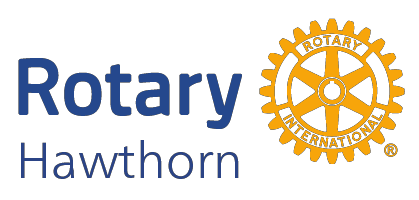 Rotary
Hawthorn
ROTARY
INTERNATIONAL
®